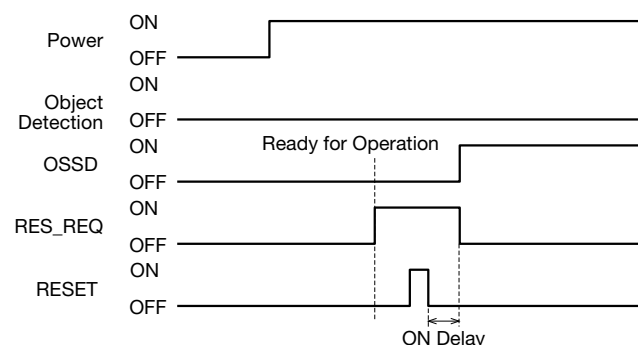 Power
ON
OFF
Object
Detection
ON
OFF
OSSD
ON
OFF
Ready for Operation
RES_REQ
ON
OFF
RESET
ON
OFF
ON Delay